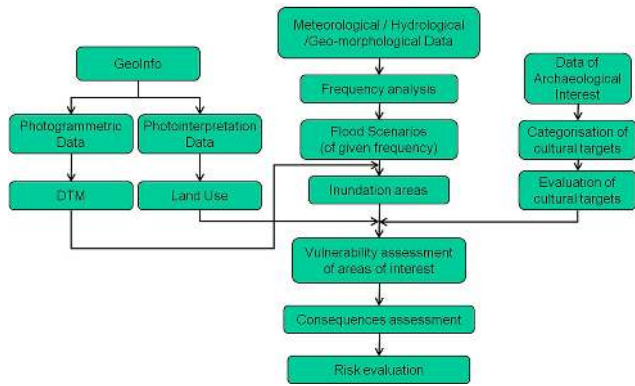 Meteorological / Hydrological
/Geo-morphological Data
GeoInfo
Frequency analysis
Data of
Archaeological
Interest
Photogrammetric
Data
Photointerpretation
Data
Flood Scenarios
(of given frequency)
Categorisation of
cultural targets
DTM
Land Use
Inundation areas
Evaluation of
cultural targets
Vulnerability assessment
of areas of interest
Consequences assessment
Risk evaluation